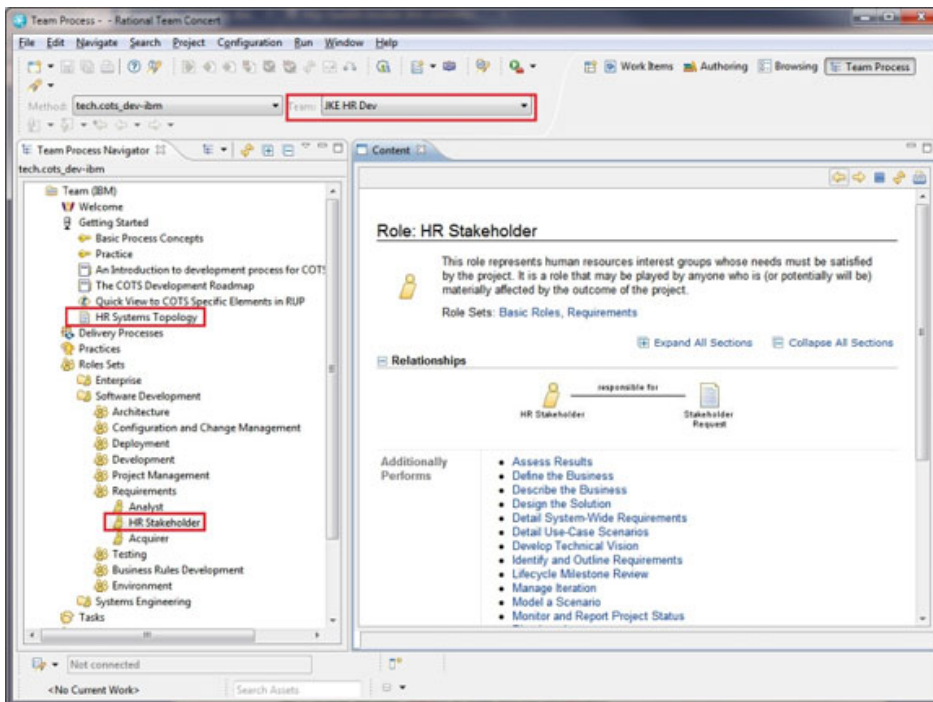 Team Process - - Rational Team Concert
File Edit Navigate Search Project Configuration Run Window Help
Work Items Authoring Browsing Team Process
Method: tech.cots_dev-ibm Team: JKE HR Dev
Team Process Navigator
tech.cots_dev-ibm
Team (IBM)
Welcome
Getting Started
Basic Process Concepts
Practice
An Introduction to development process for COTS
The COTS Development Roadmap
Quick View to COTS Specific Elements in RUP
HR Systems Topology
Delivery Processes
Practices
Roles Sets
Enterprise
Software Development
Architecture
Configuration and Change Management
Deployment
Development
Project Management
Requirements
Analyst
HR Stakeholder
Acquirer
Testing
Business Rules Development
Environment
Systems Engineering
Tasks
Content
Role: HR Stakeholder
This role represents human resources interest groups whose needs must be satisfied
by the project. It is a role that may be played by anyone who is (or potentially will be)
materially affected by the outcome of the project.
Role Sets: Basic Roles, Requirements
Expand All Sections Collapse All Sections
Relationships
responsible for
HR Stakeholder
Stakeholder
Request
Additionally
Performs
Assess Results
Define the Business
Describe the Business
Design the Solution
Detail System-Wide Requirements
Detail Use-Case Scenarios
Develop Technical Vision
Identify and Outline Requirements
Lifecycle Milestone Review
Manage Iteration
Model a Scenario
Monitor and Report Project Status
Not connected
<No Current Work> Search Assets